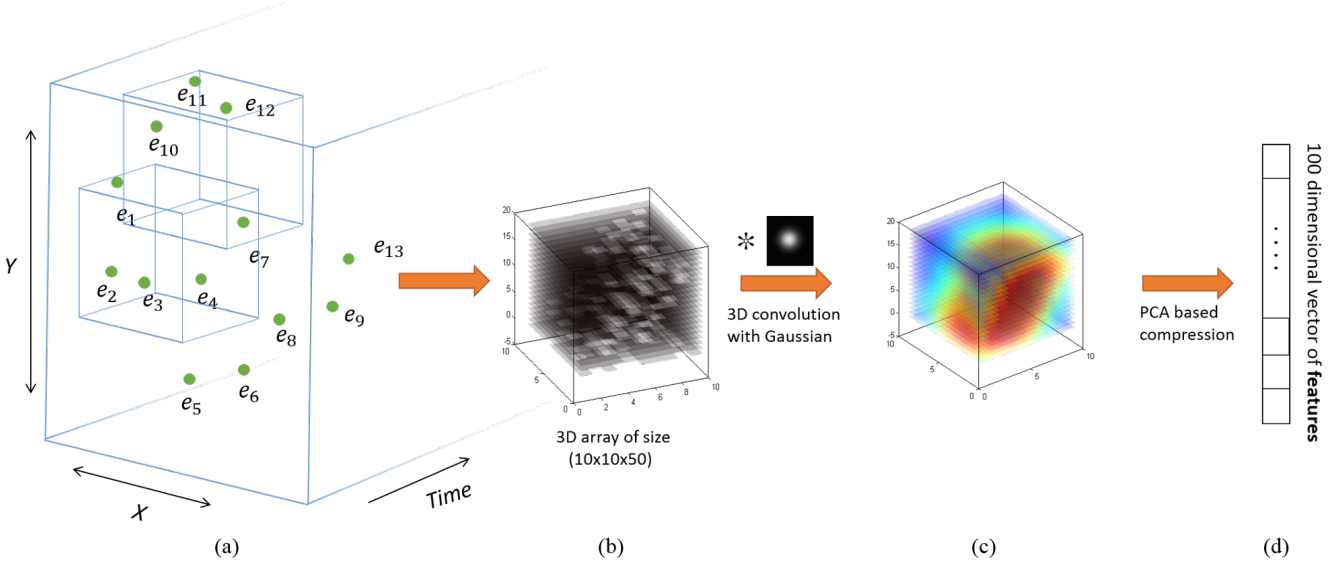 e11
e12
e10
e1
e7
e13
Y
e2
e3
e4
e9
e8
e5
e6
X
Time
20
15
10
5
0
-5
10
5
0
0
2
4
6
8
10
3D array of size
(10x10x50)
*
3D convolution
with Gaussian
20
15
10
5
0
-5
10
5
0
0
5
10
PCA based
compression
100 dimensional vector of features
(a)
(b)
(c)
(d)